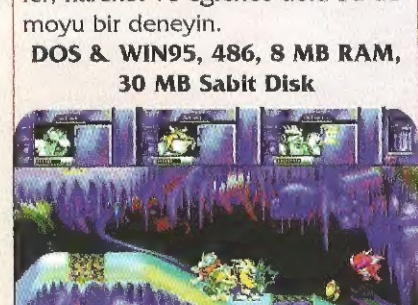 moyu bir deneyin.
DOS & WIN95, 486, 8 MB RAM,
30 MB Sabit Disk